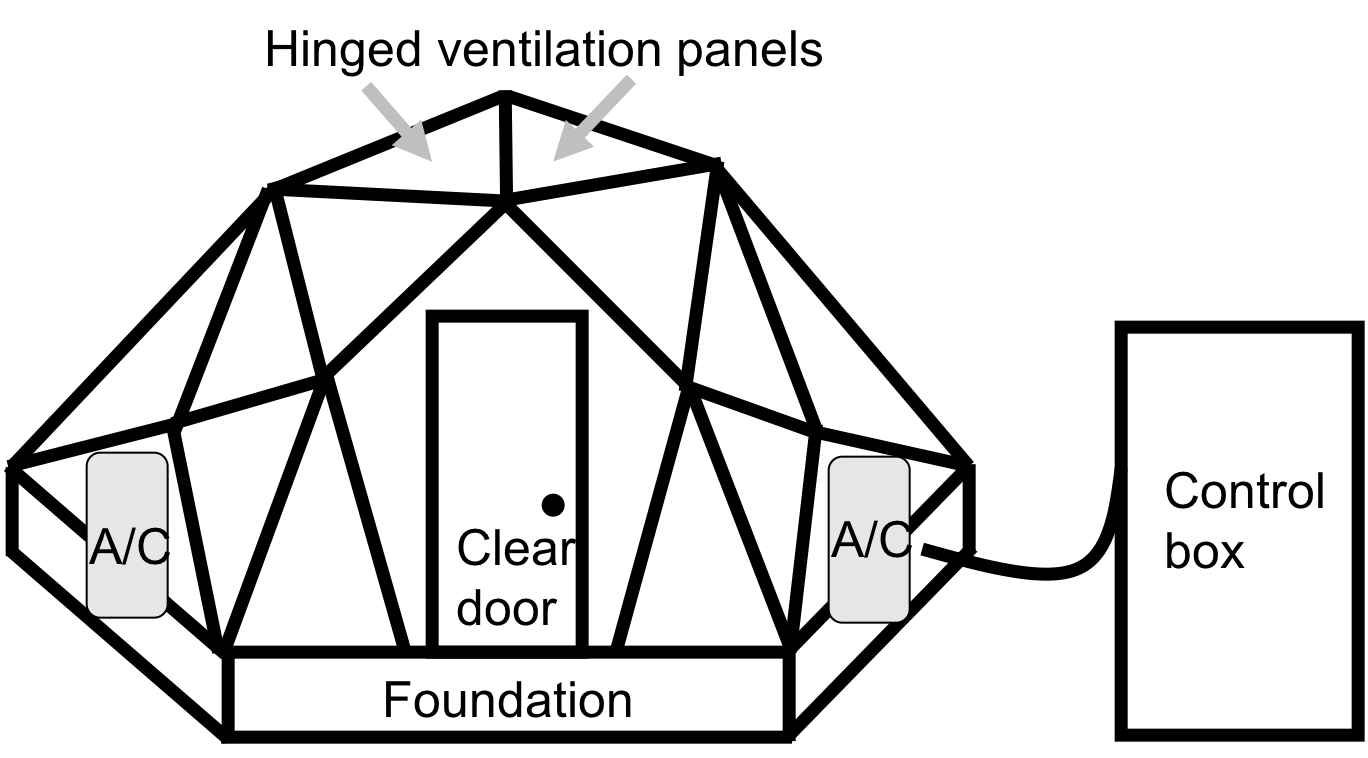 Hinged ventilation panels
A/C
Clear
door
A/C
Control
box
Foundation